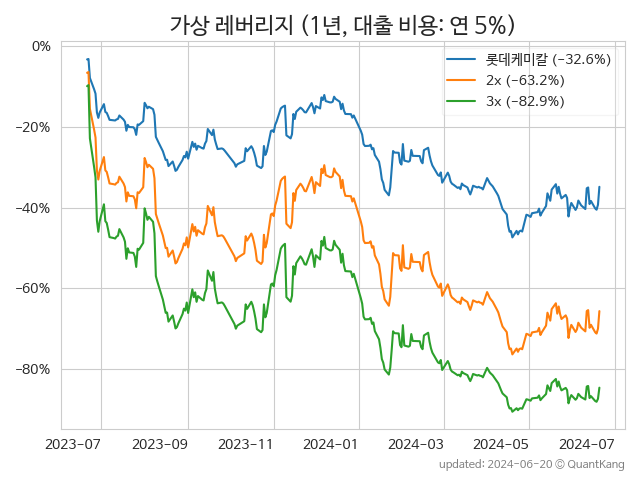 가상 레버리지 (1년, 대출 비용: 연 5%)
0%
−20%
−40%
−60%
−80%
롯데케미칼 (−32.6%)
2x (−63.2%)
3x (−82.9%)
2023−07 2023−09 2023−11 2024−01 2024−03 2024−05 2024−07
updated: 2024−06−20 © QuantKang